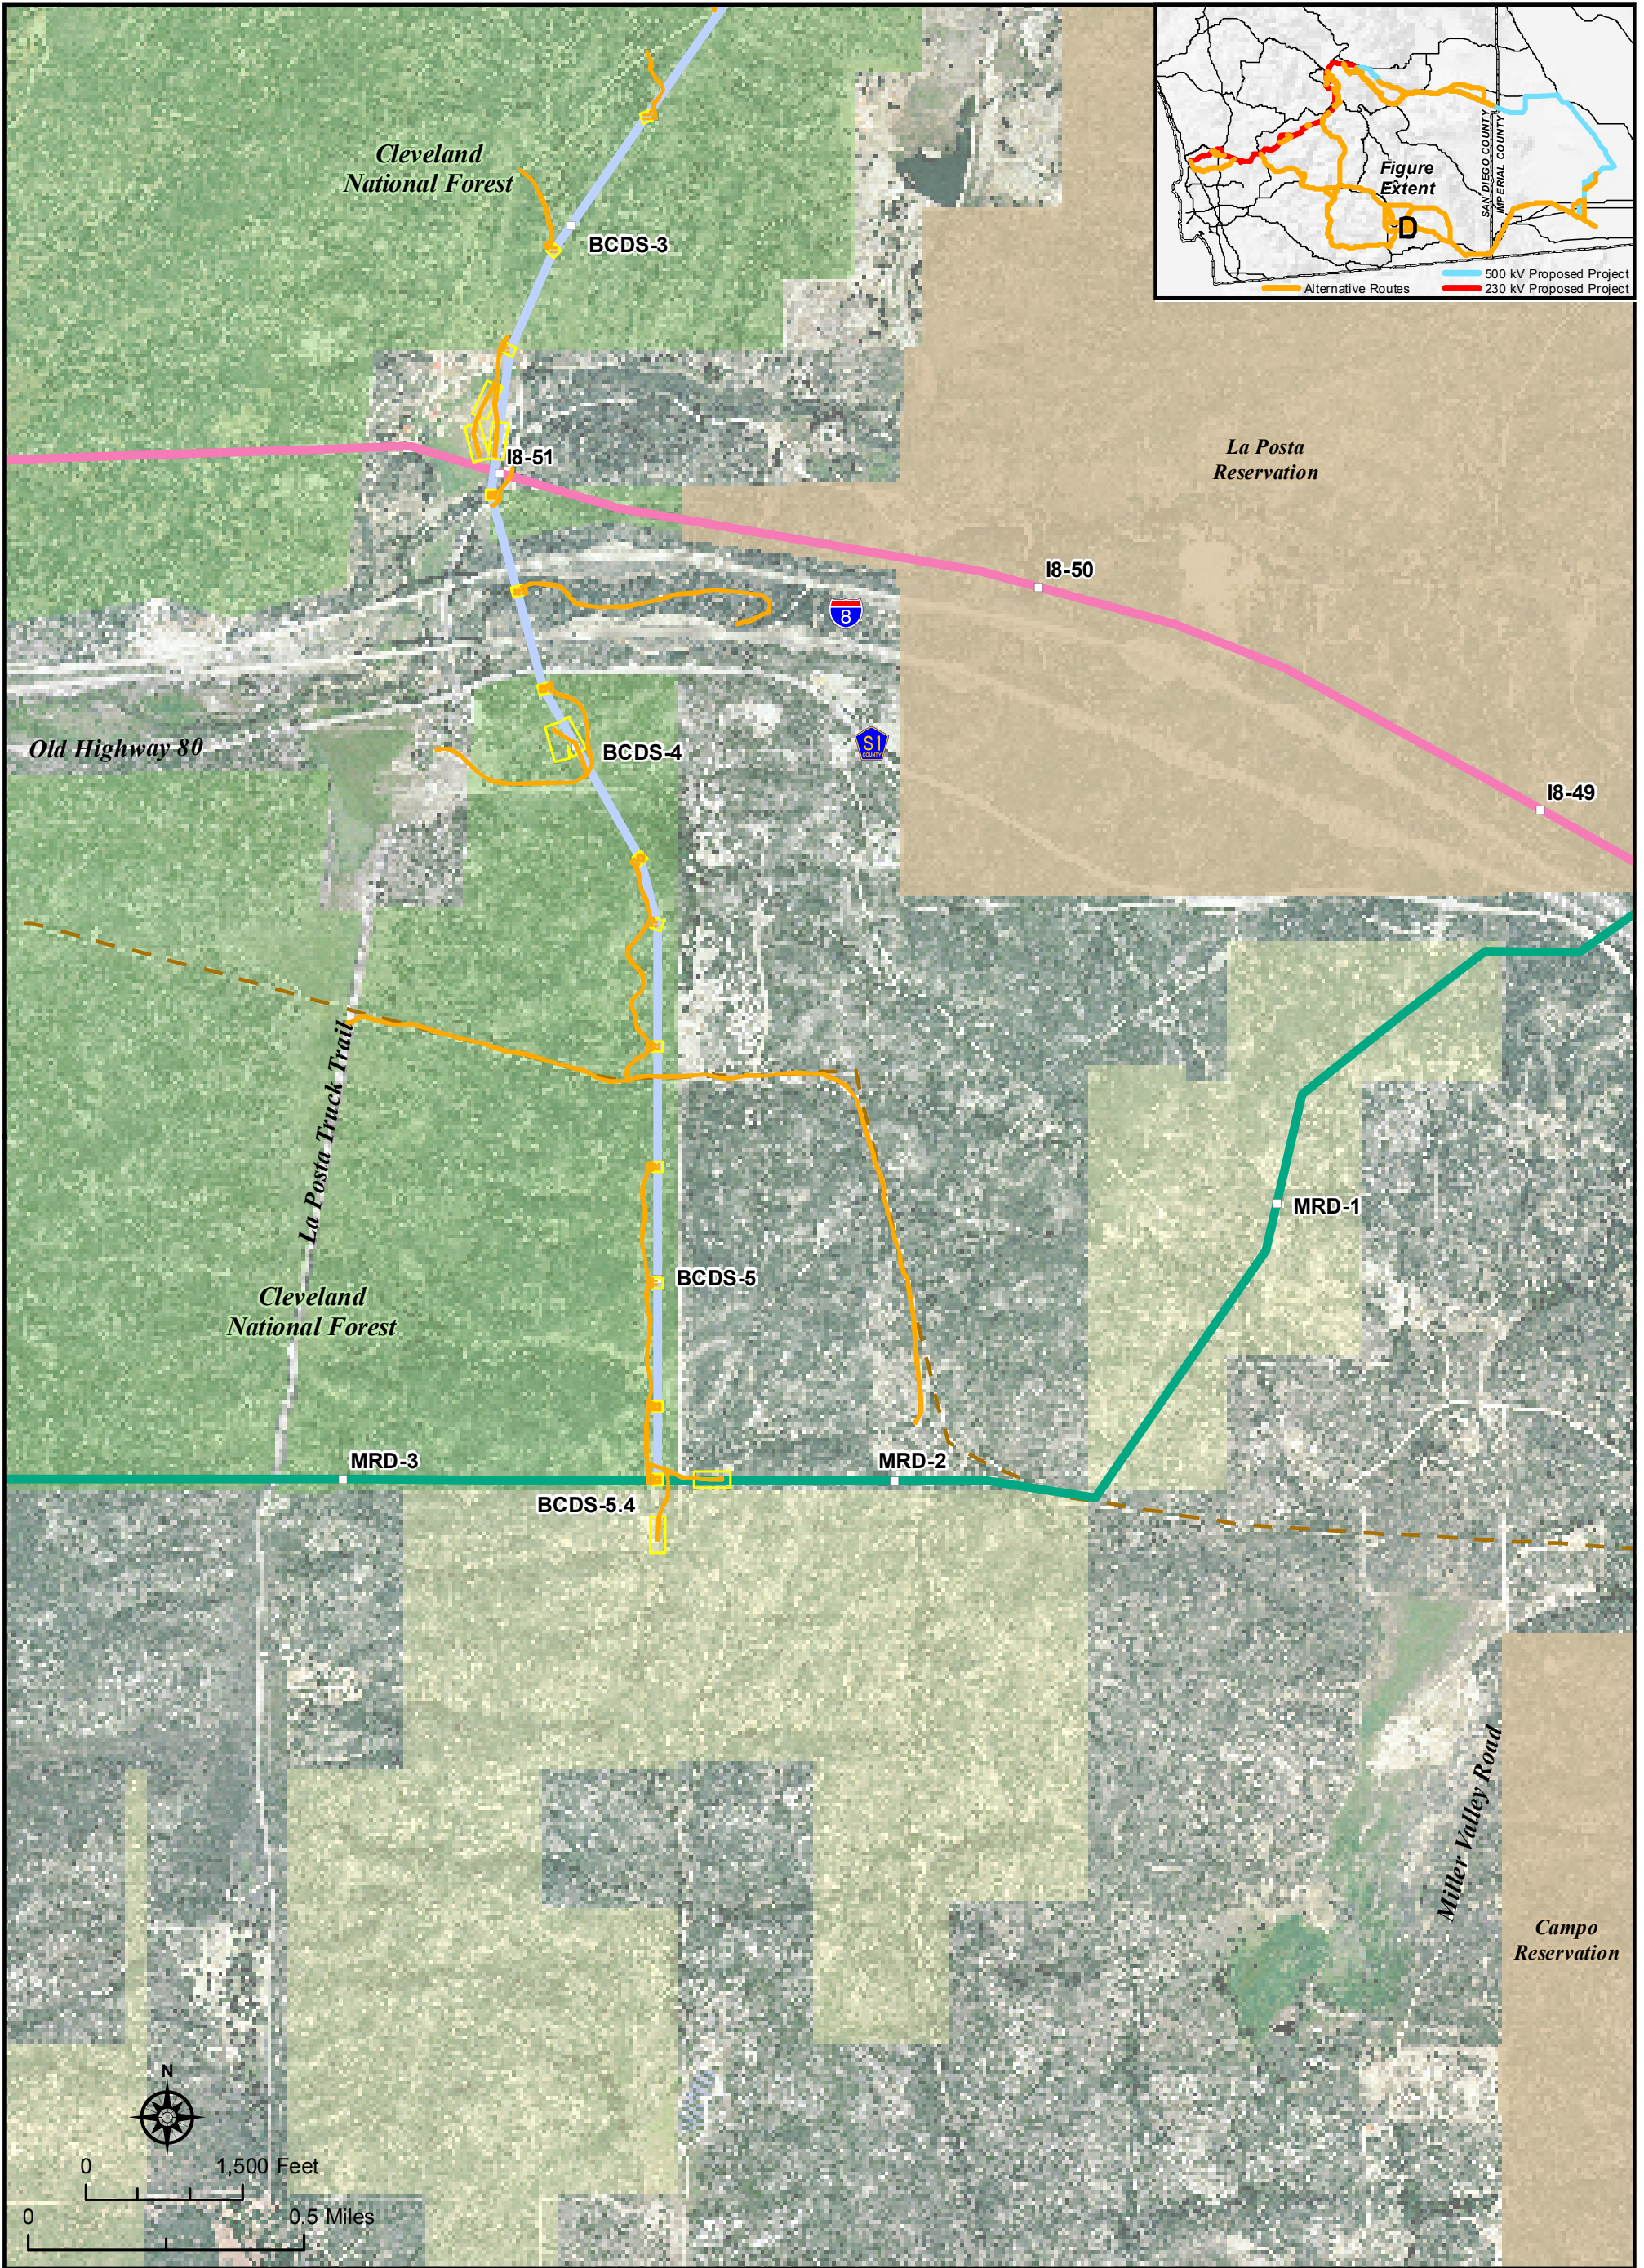 Cleveland
National Forest
BCDS-3
Figure
Extent
D
SAN DIEGO COUNTY
IMPERIAL COUNTY
500 kV Proposed Project
Alternative Routes
230 kV Proposed Project
I8-51
La Posta
Reservation
I8-50
8
Old Highway 80
BCDS-4
S1
COUNTY
I8-49
La Posta Truck Trail
MRD-1
BCDS-5
Cleveland
National Forest
MRD-3
MRD-2
BCDS-5.4
Miller Valley Road
Campo
Reservation
N
0 1,500 Feet
0 0.5 Miles